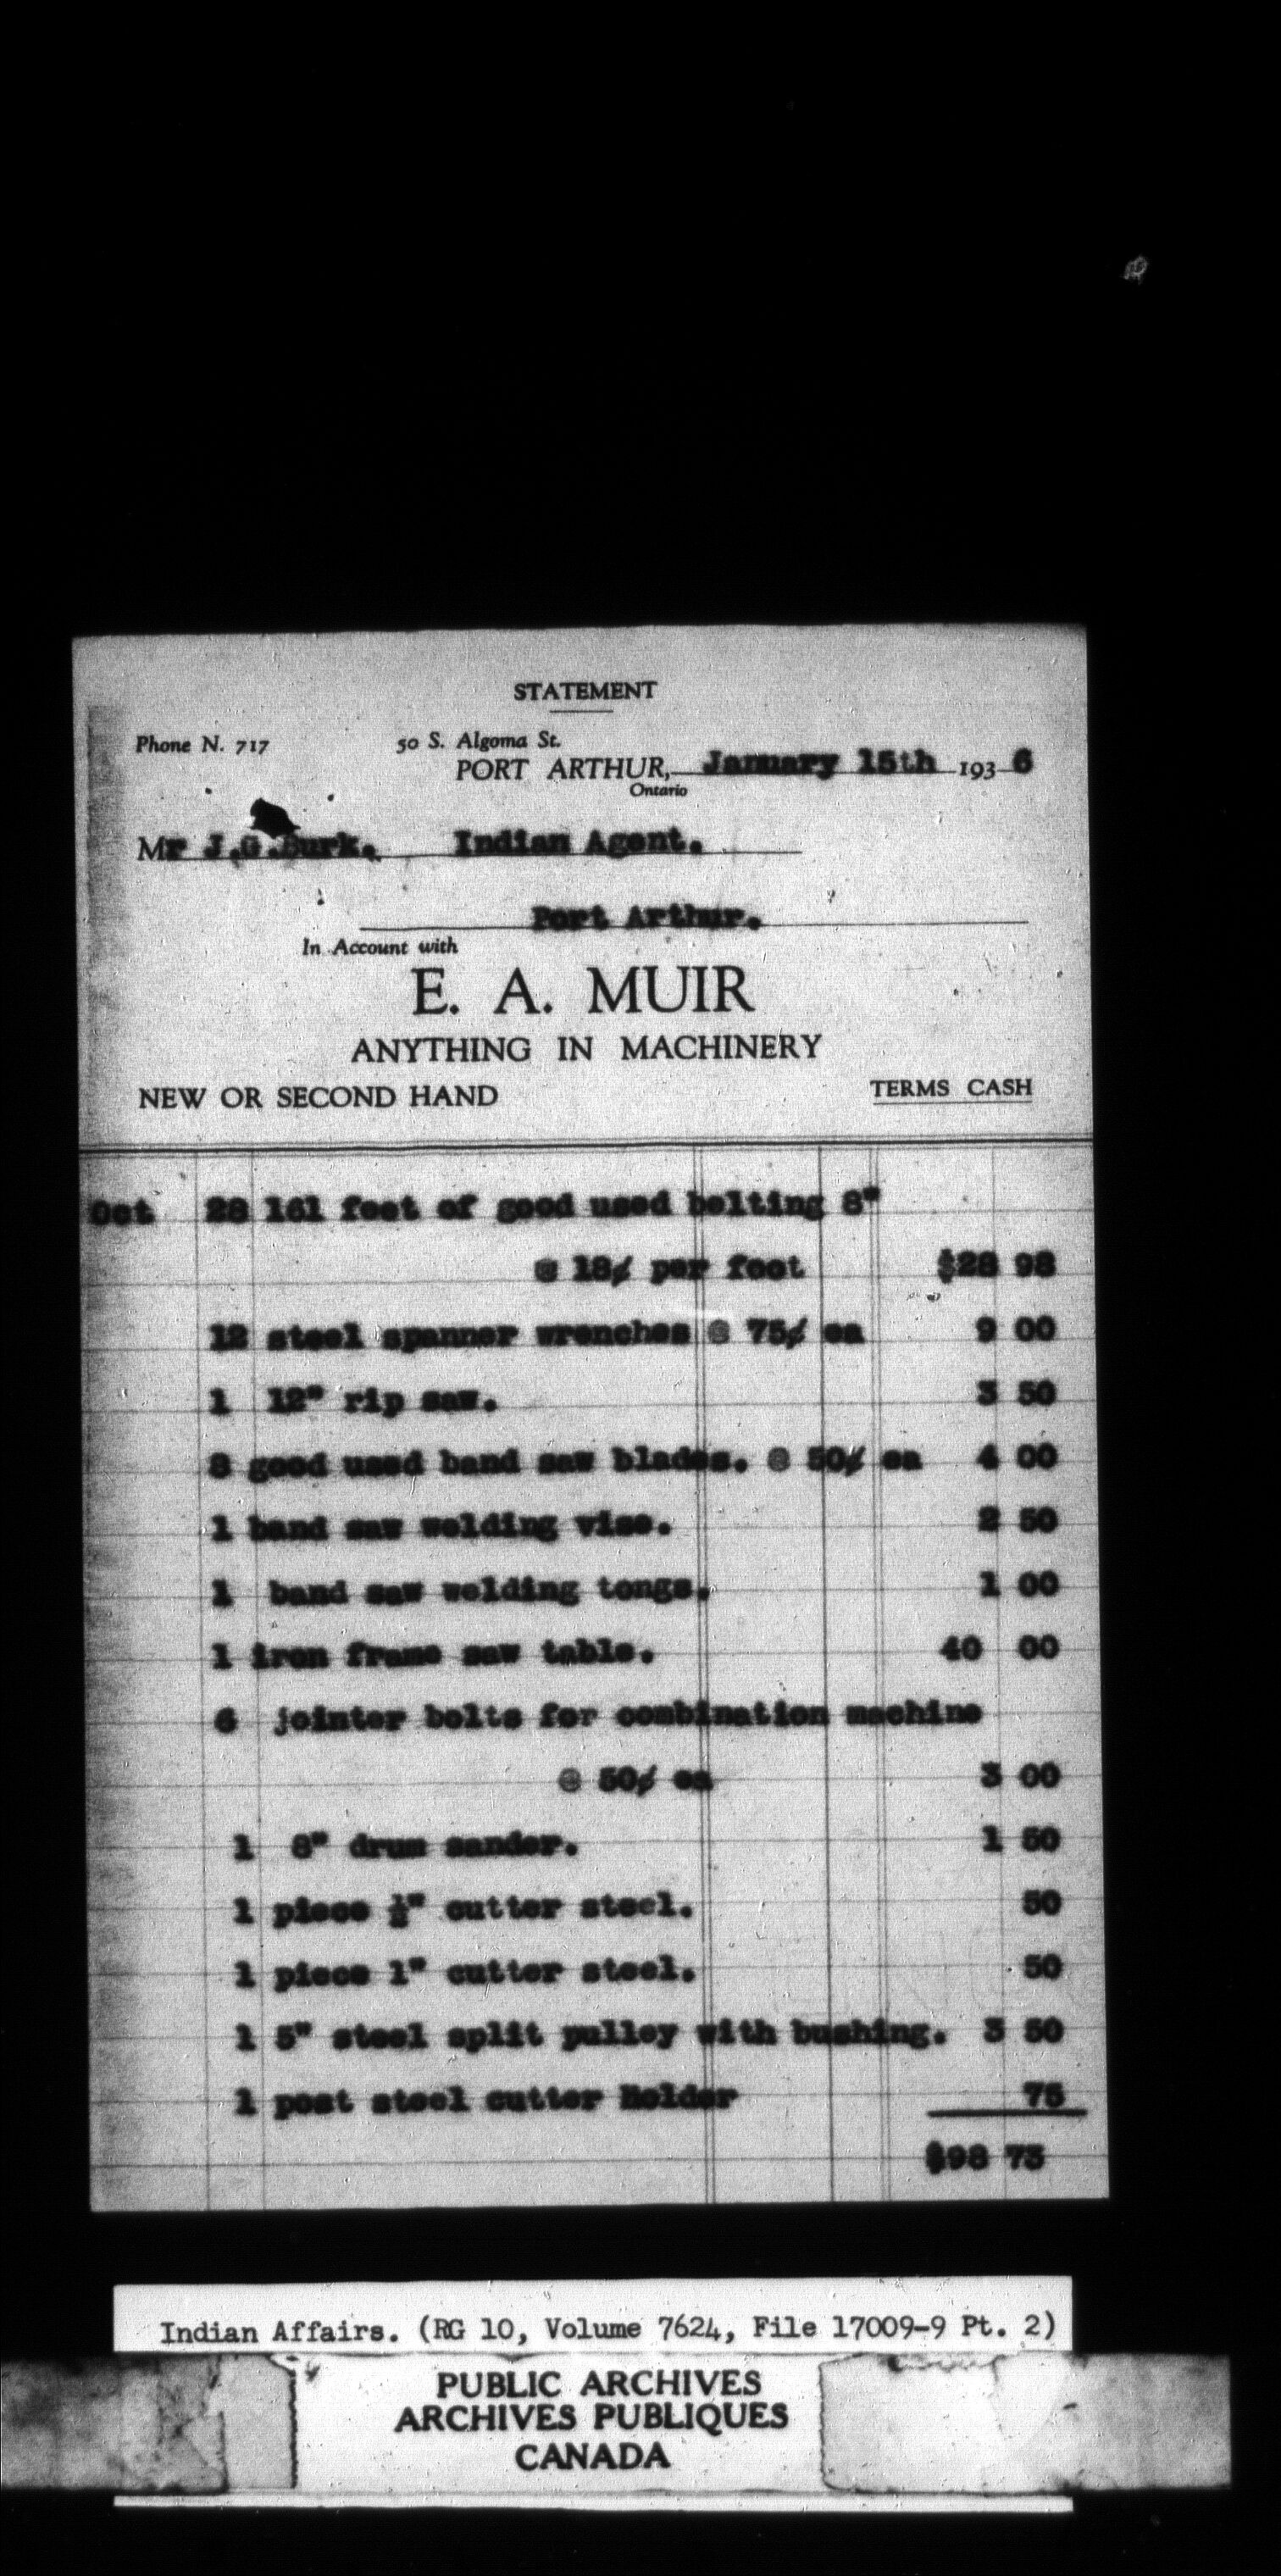 STATEMENT
Phone N. 717 50 S. Algoma St.
PORT ARTHUR, January 15th 1936
Ontario
Mr J.G.Burk. Indian Agent.
Port Arthur.
In Account with
E. A. MUIR
ANYTHING IN MACHINERY
NEW OR SECOND HAND TERMS CASH
Oct 28 161 feet of good used belting 8"
@ 18¢ per foot $28 98
12 steel spanner wrenches @ 75¢ ea 9 00
1 12" rip saw. 3 50
8 good used band saw blades. @ 50¢ ea 4 00
1 band saw welding vise. 2 50
1 band saw welding tongs. 1 00
1 iron frame saw table. 40 00
6 jointer bolts for combination machine
@ 50¢ ea 3 00
1 8" drum sander. 1 50
1 piece ½" cutter steel. 50
1 piece 1" cutter steel. 50
1 5" steel split pulley with bushing. 3 50
1 post steel cutter Holder 75
$98 73
Indian Affairs. (RG 10, Volume 7624, File 17009-9 Pt. 2)
PUBLIC ARCHIVES
ARCHIVES PUBLIQUES
CANADA